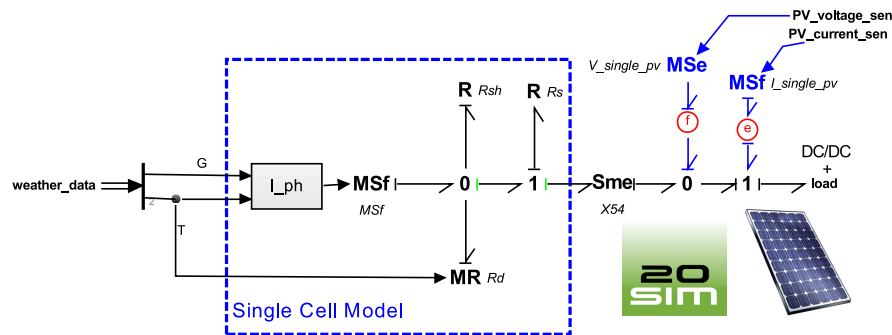 PV_voltage_sen
PV_current_sen
V_single_pv
MSe
MSf
I_single_pv
R
Rsh
R
Rs
f
e
weather_data
G
2
T
I_ph
MSf
MSf
0
1
Sme
X54
0
1
DC/DC
+
load
MR
Rd
Single Cell Model
20
SIM